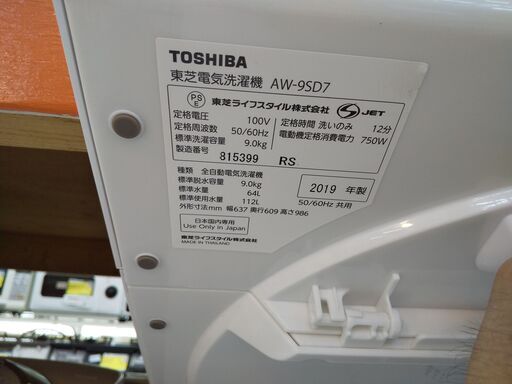 TOSHIBA
東芝電気洗濯機 AW-9SD7
PS
E
東芝ライフスタイル株式会社
S JET
定格電圧 100V
定格周波数 50/60Hz
標準洗濯容量 9.0kg
製造番号 815399 RS
定格時間 洗いのみ 12分
電動機定格消費電力 750W
種類 全自動電気洗濯機
標準脱水容量 9.0kg
標準水量 64L
標準使用水量 112L
外形寸法mm 幅637 奥行609 高さ986
2019 年製
50/60Hz 共用
日本国内専用
Use Only in Japan
東芝ライフスタイル株式会社
MADE IN THAILAND